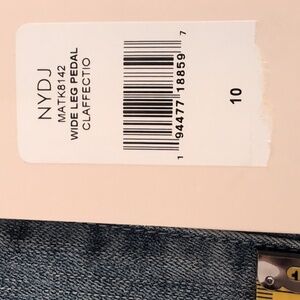 NYDJ
MATK8142
WIDE LEG PEDAL
CLAFFECTIO
1 94477 18859 7
10